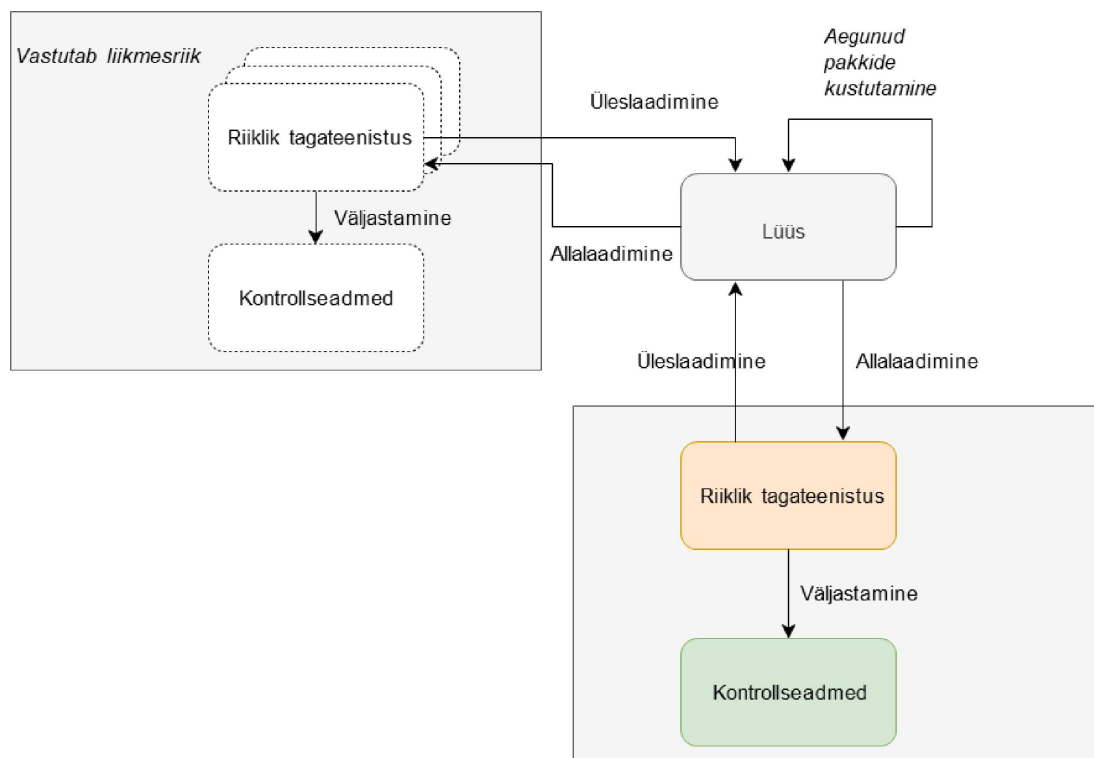 Vastutab liikmesriik
Aegunud
pakkide
kustutamine
Üleslaadimine
Riiklik tagateenistus
Väljastamine
Lüüs
Allalaadimine
Kontrollseadmed
Üleslaadimine
Allalaadimine
Riiklik tagateenistus
Väljastamine
Kontrollseadmed